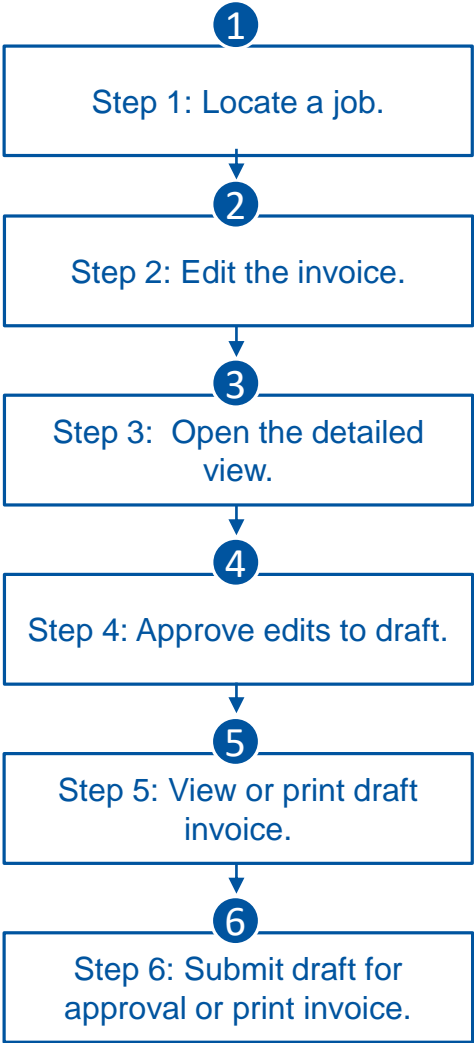 1
Step 1: Locate a job.
2
Step 2: Edit the invoice.
3
Step 3:  Open the detailed
view.
4
Step 4: Approve edits to draft.
5
Step 5: View or print draft
invoice.
6
Step 6: Submit draft for
approval or print invoice.